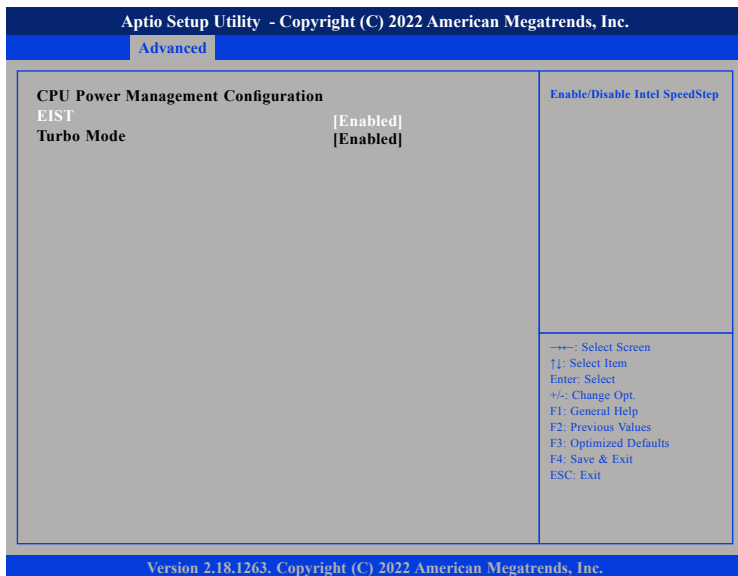 Aptio Setup Utility - Copyright (C) 2022 American Megatrends, Inc.
Advanced
CPU Power Management Configuration
EIST [Enabled]
Turbo Mode [Enabled]
Enable/Disable Intel SpeedStep
→←: Select Screen
↑↓: Select Item
Enter: Select
+/-: Change Opt.
F1: General Help
F2: Previous Values
F3: Optimized Defaults
F4: Save & Exit
ESC: Exit
Version 2.18.1263. Copyright (C) 2022 American Megatrends, Inc.